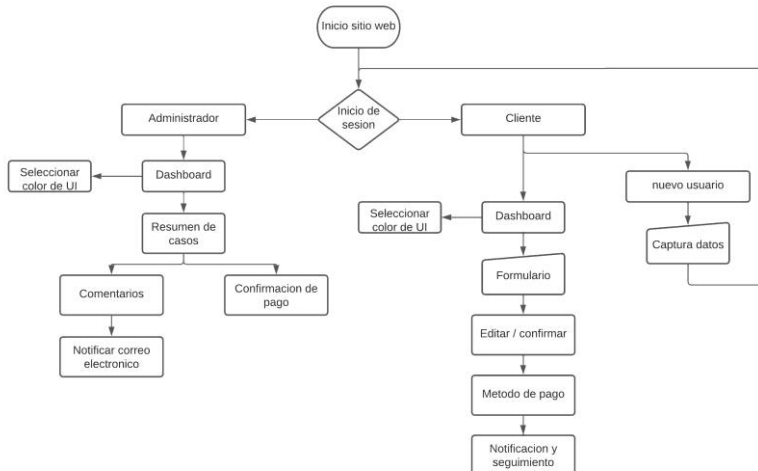 Inicio sitio web
Inicio de
sesion
Administrador
Cliente
Seleccionar
color de UI
Dashboard
nuevo usuario
Resumen de
casos
Seleccionar
color de UI
Dashboard
Captura datos
Comentarios
Confirmacion de
pago
Formulario
Notificar correo
electronico
Editar / confirmar
Metodo de pago
Notificacion y
seguimiento